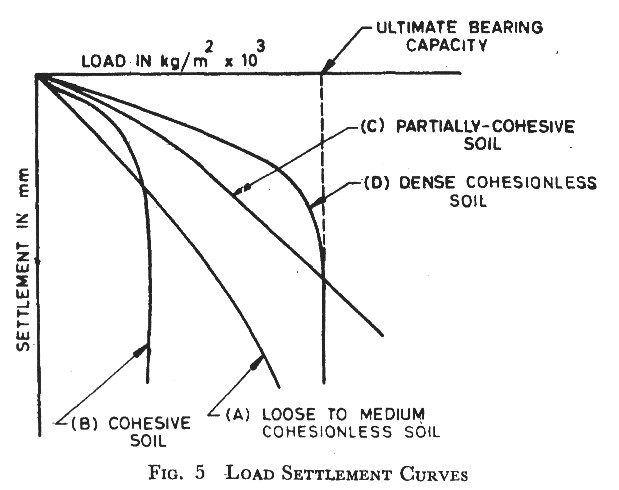 ULTIMATE BEARING
CAPACITY
LOAD IN kg/m² x 10³
(C) PARTIALLY-COHESIVE
SOIL
(D) DENSE COHESIONLESS
SOIL
SETTLEMENT IN mm
(B) COHESIVE
SOIL
(A) LOOSE TO MEDIUM
COHESIONLESS SOIL
FIG. 5 LOAD SETTLEMENT CURVES